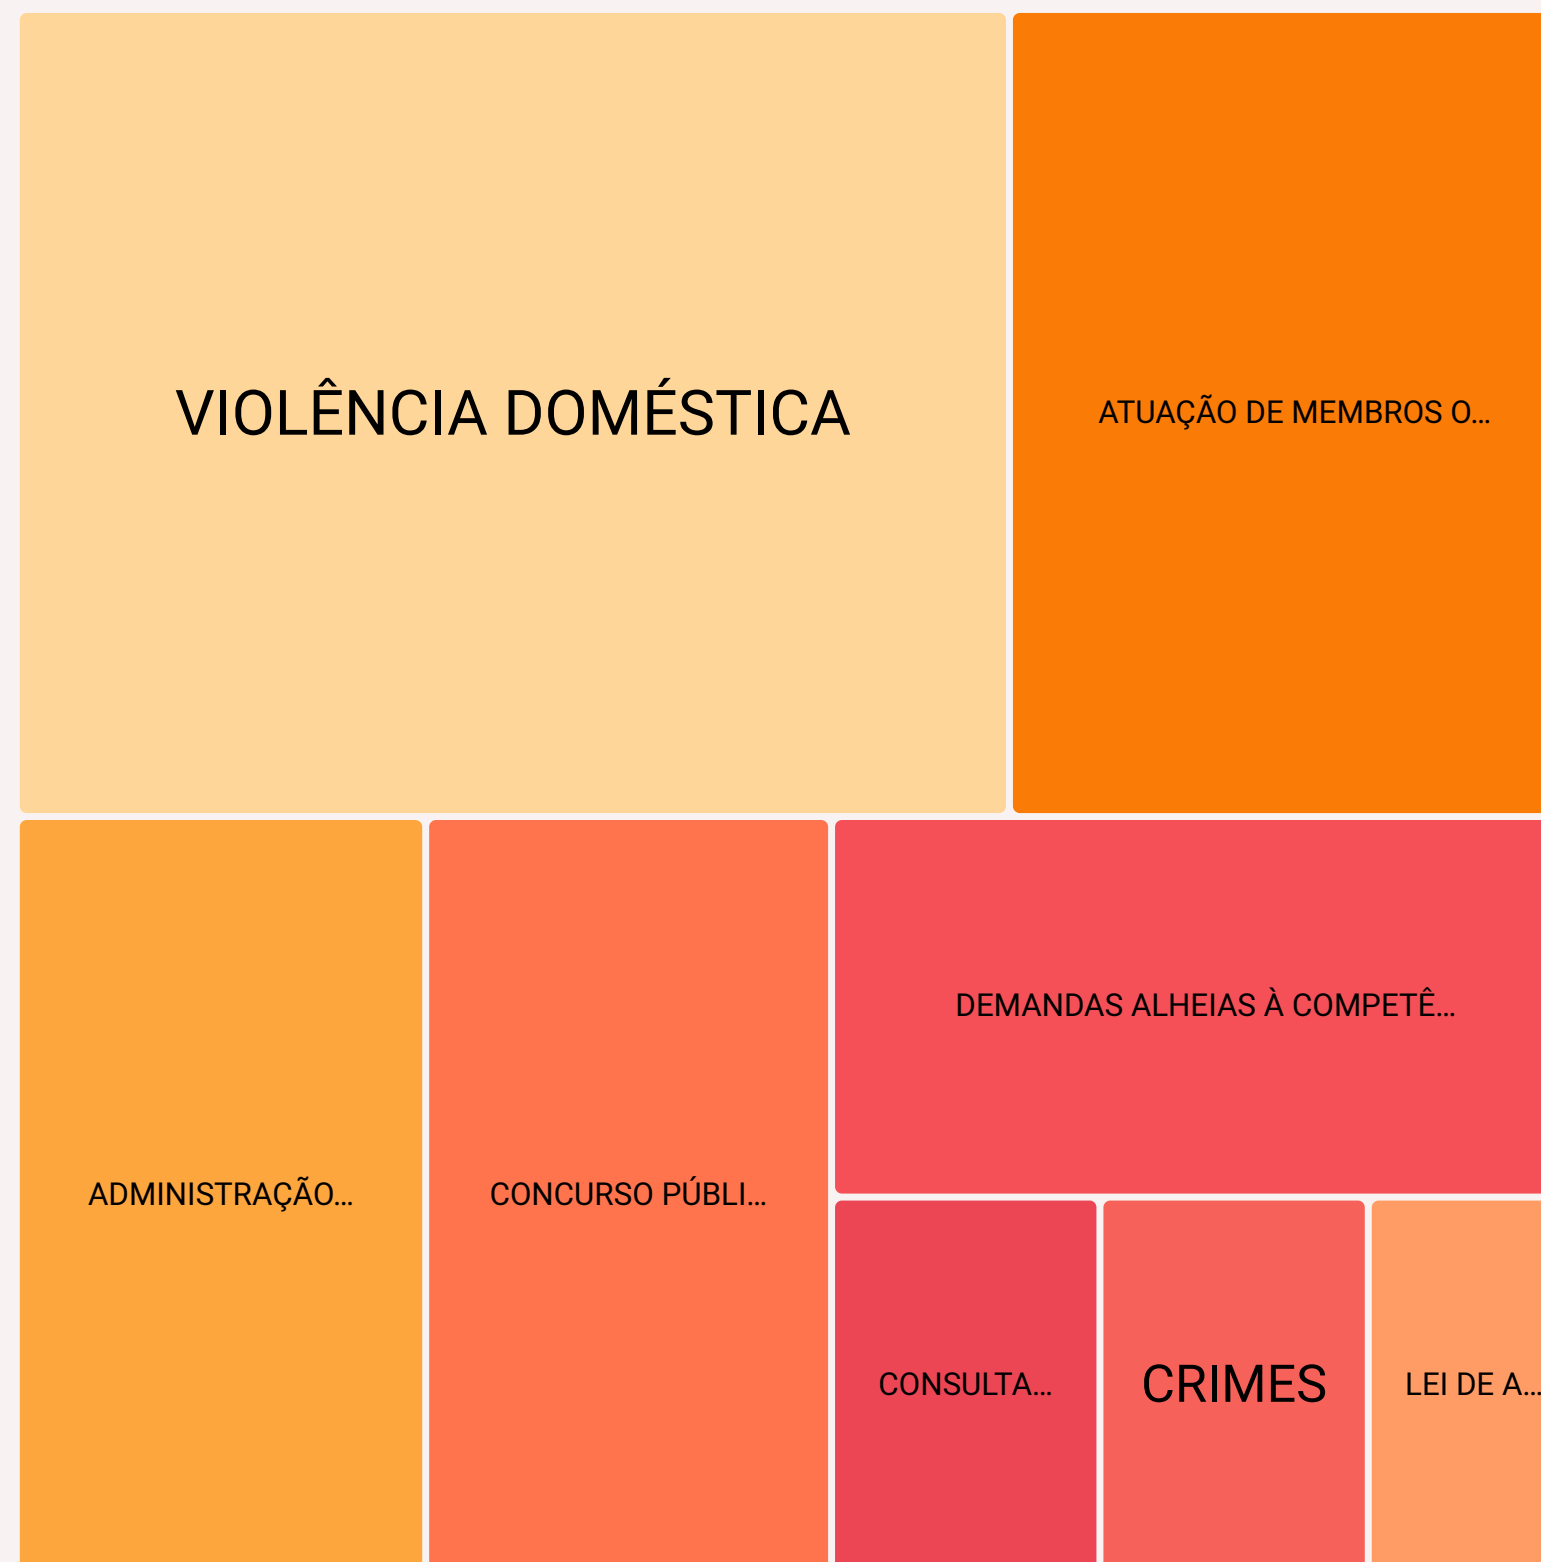 VIOLÊNCIA DOMÉSTICA
ATUAÇÃO DE MEMBROS O...
DEMANDAS ALHEIAS À COMPETÊ...
ADMINISTRAÇÃO...
CONCURSO PÚBLI...
CONSULTA...
CRIMES
LEI DE A...